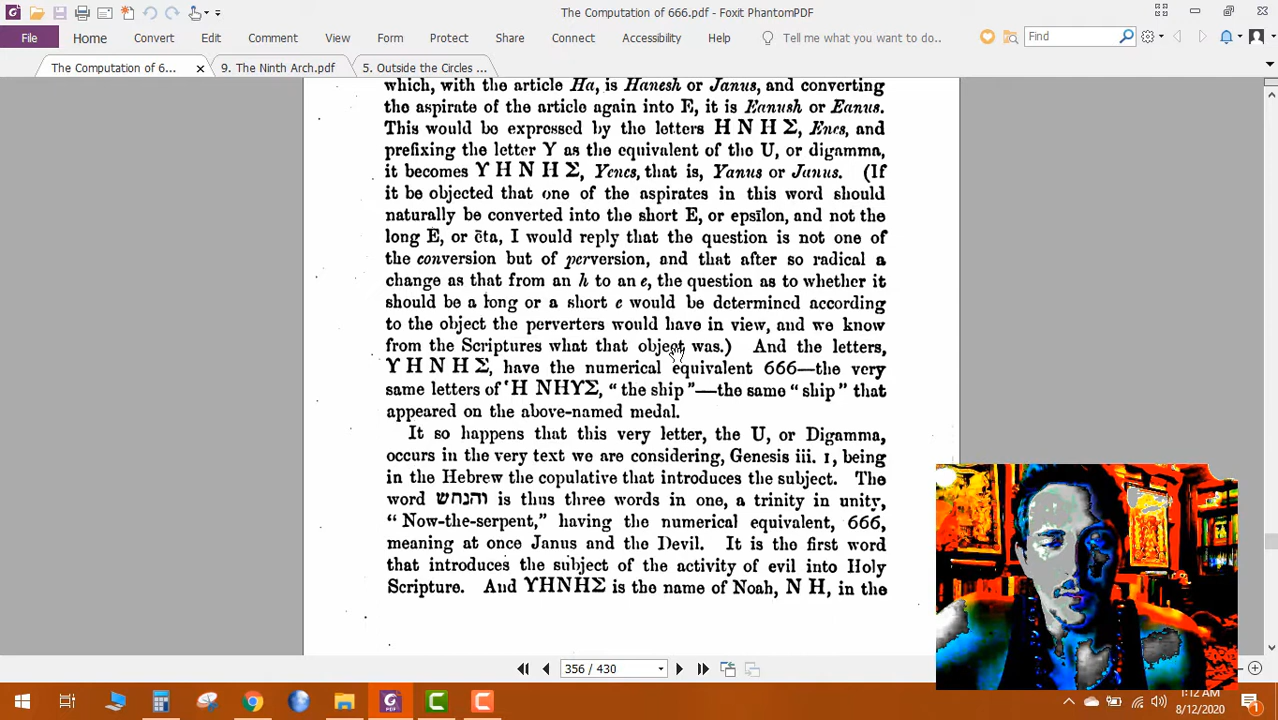 The Computation of 666.pdf - Foxit PhantomPDF
File Home Convert Edit Comment View Form Protect Share Connect Accessibility Help Tell me what you want to do.. Find
The Computation of 6... 9. The Ninth Arch.pdf 5. Outside the Circles ...
which, with the article Ha, is Hanesh or Janus, and converting
the aspirate of the article again into E, it is Eanush or Eanus.
This would be expressed by the letters Η Ν Η Σ, Enes, and
prefixing the letter Y as the equivalent of the U, or digamma,
it becomes Υ Η Ν Η Σ, Yenes, that is, Yanus or Janus. (If
it be objected that one of the aspirates in this word should
naturally be converted into the short E, or epsīlon, and not the
long E, or ēta, I would reply that the question is not one of
the conversion but of perversion, and that after so radical a
change as that from an h to an e, the question as to whether it
should be a long or a short e would be determined according
to the object the perverters would have in view, and we know
from the Scriptures what that object was.) And the letters,
Υ Η Ν Η Σ, have the numerical equivalent 666—the very
same letters of ʽΗ ΝΗΥΣ, “the ship”—the same “ship” that
appeared on the above-named medal.
It so happens that this very letter, the U, or Digamma,
occurs in the very text we are considering, Genesis iii. 1, being
in the Hebrew the copulative that introduces the subject. The
word והנחש is thus three words in one, a trinity in unity,
“Now-the-serpent,” having the numerical equivalent, 666,
meaning at once Janus and the Devil. It is the first word
that introduces the subject of the activity of evil into Holy
Scripture. And ΥΗΝΗΣ is the name of Noah, N H, in the
356 / 430
1:12 AM
8/12/2020